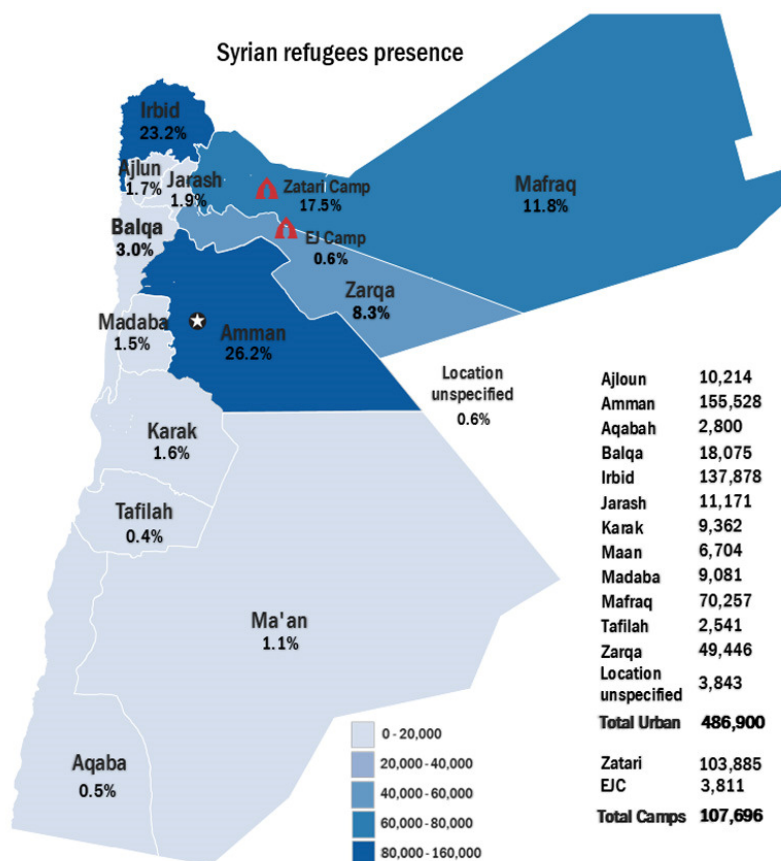 Syrian refugees presence
Irbid
23.2%
Ajlun
1.7%
Jarash
1.9%
Zatari Camp
17.5%
Mafraq
11.8%
Balqa
3.0%
EJ Camp
0.6%
Zarqa
8.3%
Madaba
1.5%
Amman
26.2%
Location
unspecified
0.6%
Karak
1.6%
Tafilah
0.4%
Ma'an
1.1%
Aqaba
0.5%
0 - 20,000
20,000 - 40,000
40,000 - 60,000
60,000 - 80,000
80,000 - 160,000
Ajloun 10,214
Amman 155,528
Aqabah 2,800
Balqa 18,075
Irbid 137,878
Jarash 11,171
Karak 9,362
Maan 6,704
Madaba 9,081
Mafraq 70,257
Tafilah 2,541
Zarqa 49,446
Location
unspecified 3,843
Total Urban 486,900
Zatari 103,885
EJC 3,811
Total Camps 107,696